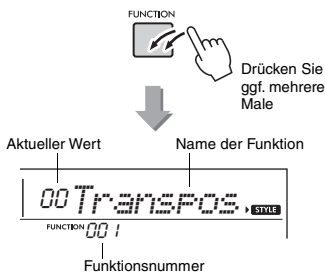 FUNCTION
Drücken Sie
ggf. mehrere
Male
Aktueller Wert
Name der Funktion
00 Transpos STYLE
FUNCTION 001
Funktionsnummer